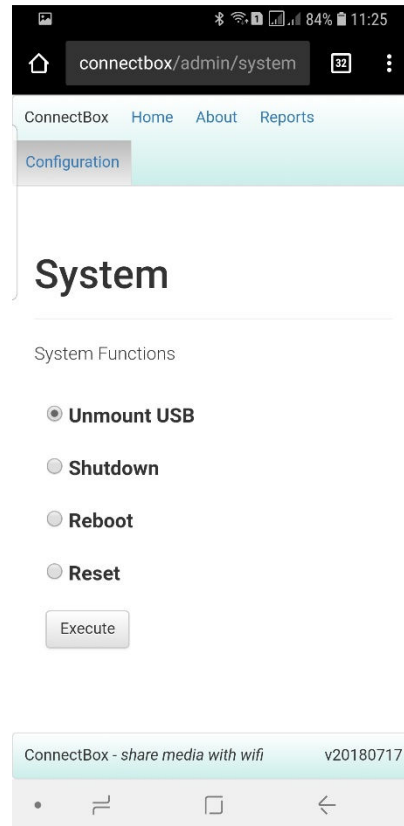 1 84% 11:25
connectbox/admin/system 32
ConnectBox Home About Reports
Configuration
System
System Functions
Unmount USB
Shutdown
Reboot
Reset
Execute
ConnectBox - share media with wifi v20180717